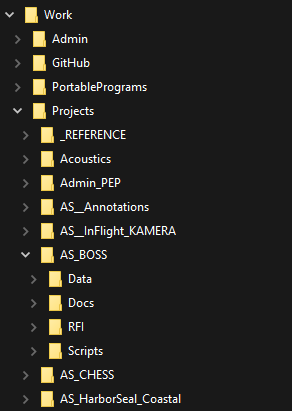 Work
Admin
GitHub
PortablePrograms
Projects
_REFERENCE
Acoustics
Admin_PEP
AS__Annotations
AS__InFlight_KAMERA
AS_BOSS
Data
Docs
RFI
Scripts
AS_CHESS
AS_HarborSeal_Coastal